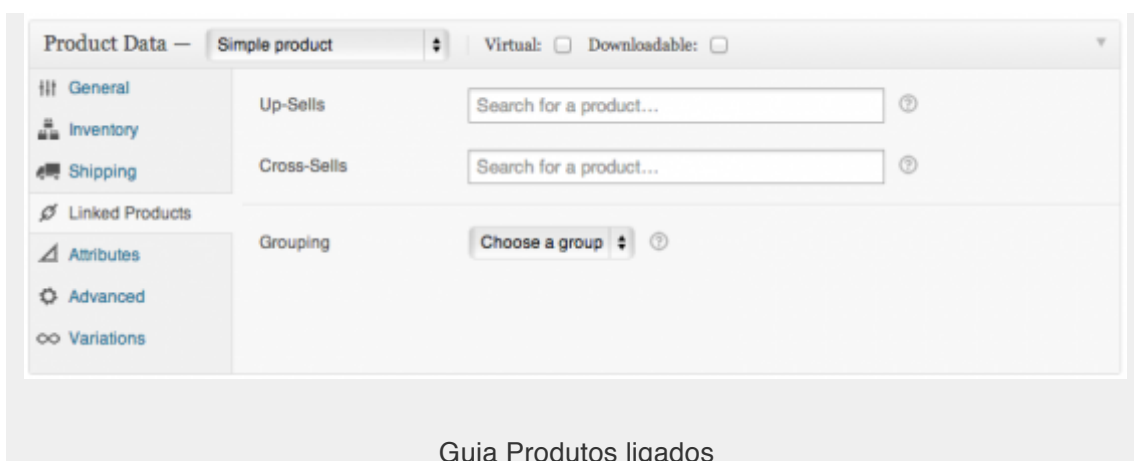 Product Data — Simple product Virtual: Downloadable:
General
Up-Sells Search for a product...
Inventory
Shipping
Cross-Sells Search for a product...
Linked Products
Attributes
Grouping Choose a group
Advanced
Variations
Guia Produtos ligados